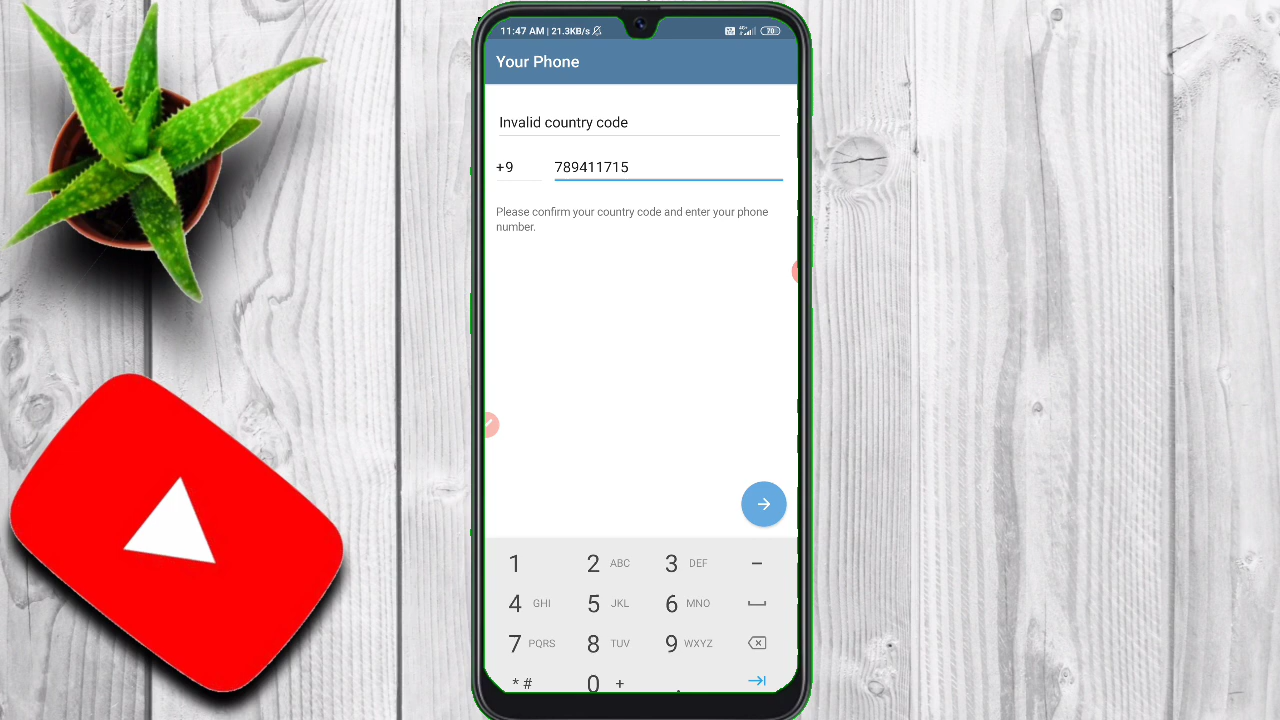 11:47 AM | 21.3KB/s
70
Your Phone
Invalid country code
+9 789411715
Please confirm your country code and enter your phone
number.
1 2 ABC 3 DEF –
4 GHI 5 JKL 6 MNO
7 PQRS 8 TUV 9 WXYZ
* # 0 + .